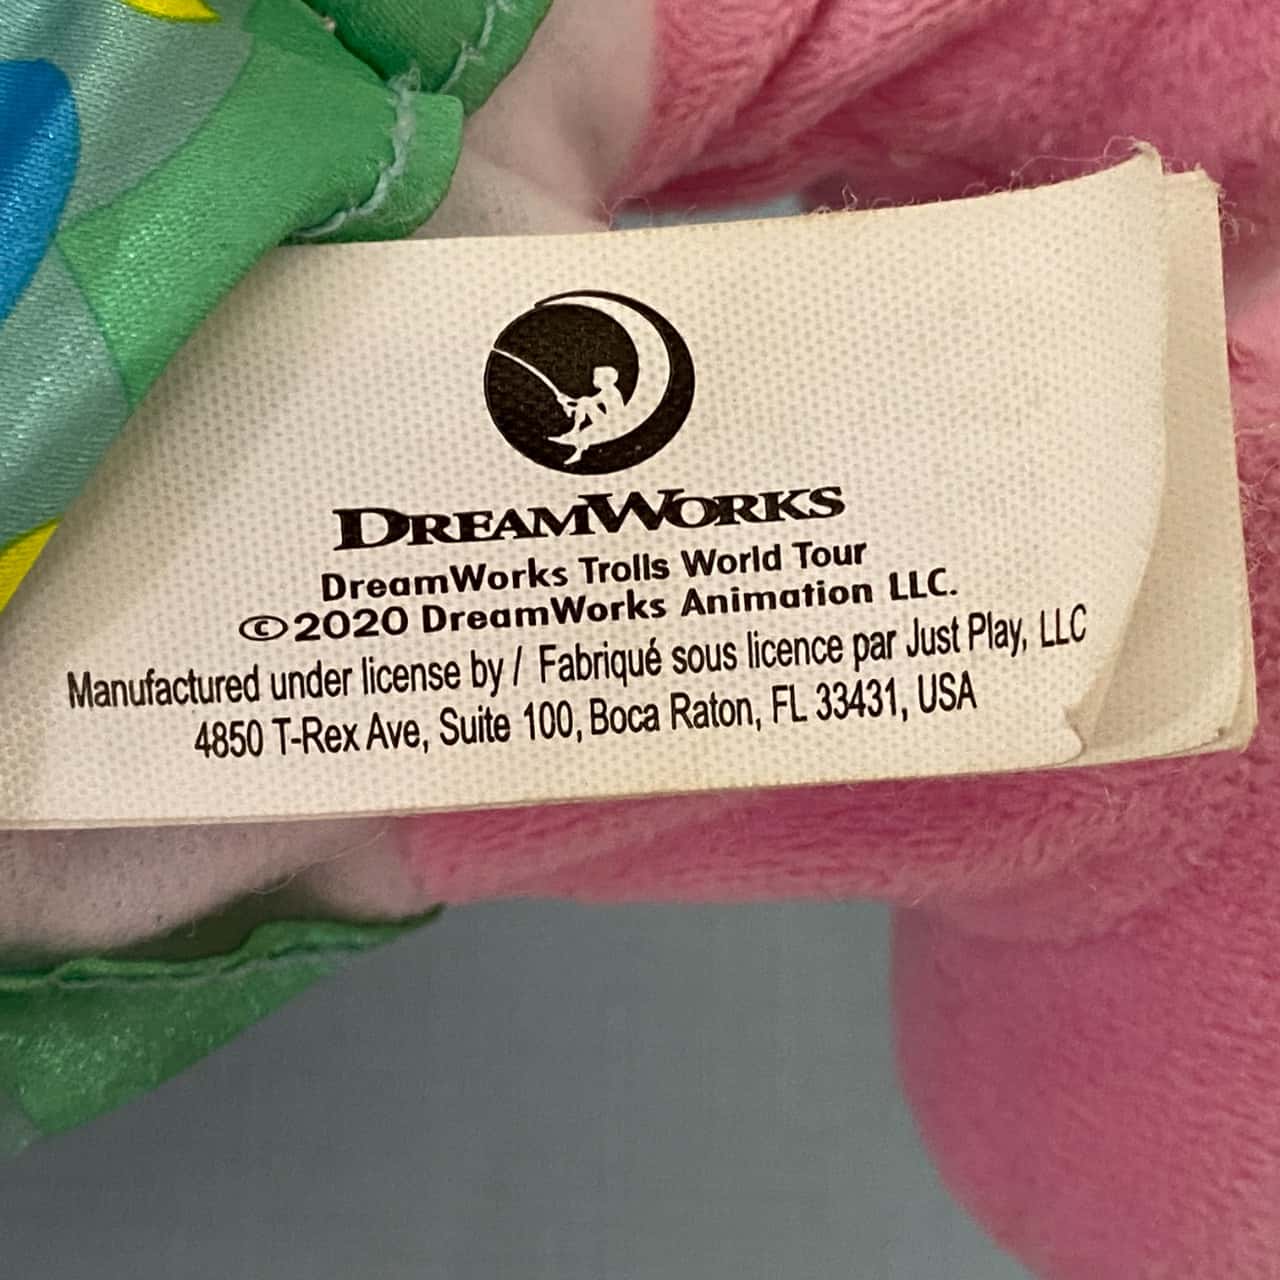 DREAMWORKS
DreamWorks Trolls World Tour
©2020 DreamWorks Animation LLC.
Manufactured under license by / Fabriqué sous licence par Just Play, LLC
4850 T-Rex Ave, Suite 100, Boca Raton, FL 33431, USA